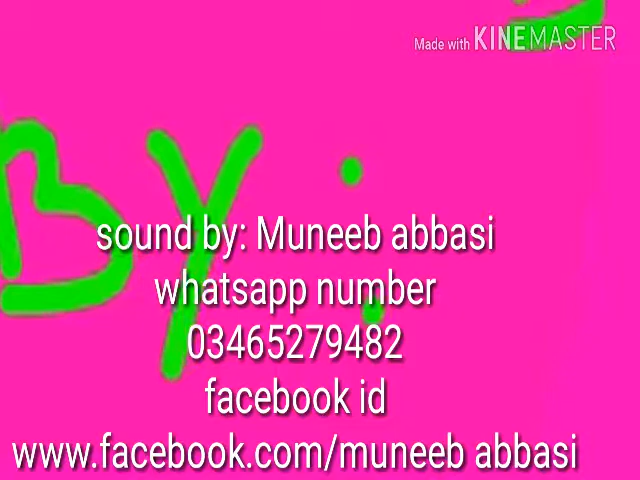 Made with KINEMASTER
By :
sound by: Muneeb abbasi
whatsapp number
03465279482
facebook id
www.facebook.com/muneeb abbasi